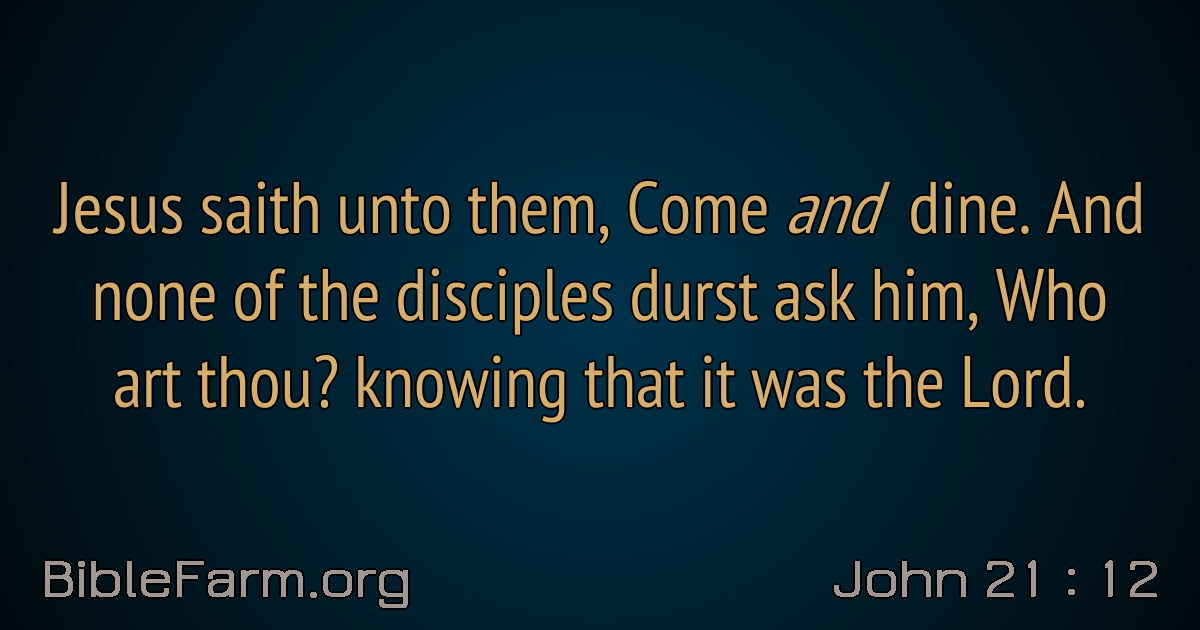 Jesus saith unto them, Come and dine. And
none of the disciples durst ask him, Who
art thou? knowing that it was the Lord.
BibleFarm.org
John 21 : 12